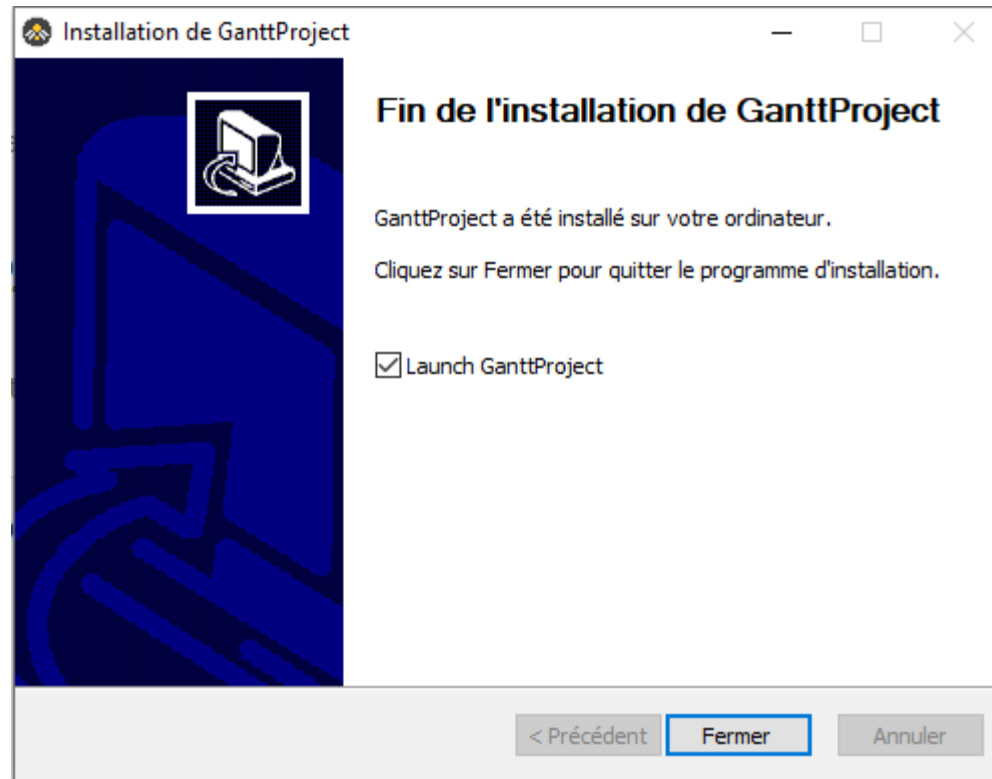 Installation de GanttProject
Fin de l'installation de GanttProject
GanttProject a été installé sur votre ordinateur.
Cliquez sur Fermer pour quitter le programme d'installation.
Launch GanttProject
< Précédent
Fermer
Annuler